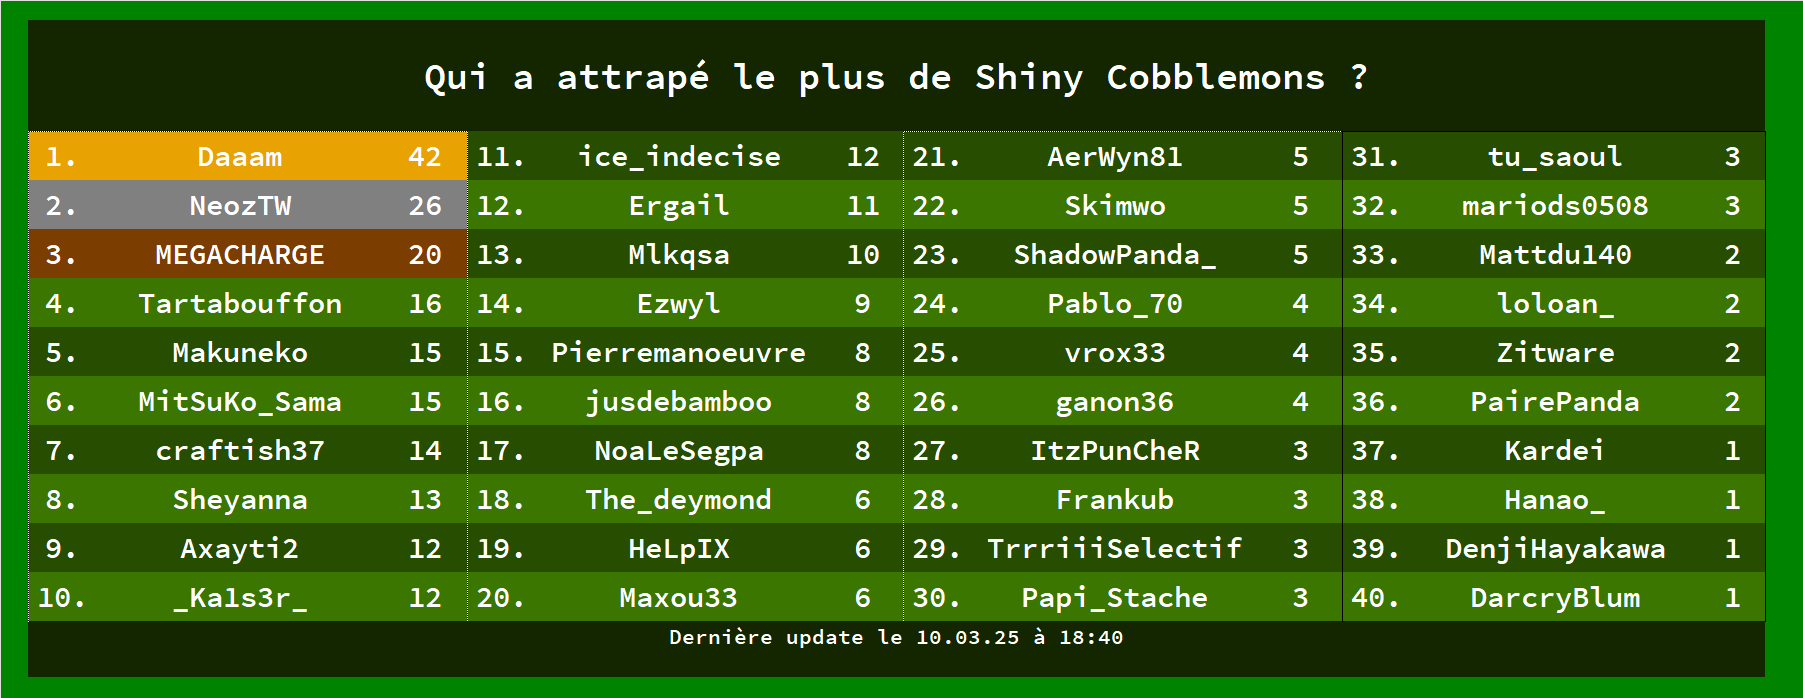 Qui a attrapé le plus de Shiny Cobblemons ?
1. Daaam 42
2. NeozTW 26
3. MEGACHARGE 20
4. Tartabouffon 16
5. Makuneko 15
6. MitSuKo_Sama 15
7. craftish37 14
8. Sheyanna 13
9. Axayti2 12
10. _Ka1s3r_ 12
11. ice_indecise 12
12. Ergail 11
13. Mlkqsa 10
14. Ezwyl 9
15. Pierremanoeuvre 8
16. jusdebamboo 8
17. NoaLeSegpa 8
18. The_deymond 6
19. HeLpIX 6
20. Maxou33 6
21. AerWyn81 5
22. Skimwo 5
23. ShadowPanda_ 5
24. Pablo_70 4
25. vrox33 4
26. ganon36 4
27. ItzPunCheR 3
28. Frankub 3
29. TrrriiiSelectif 3
30. Papi_Stache 3
31. tu_saoul 3
32. mariods0508 3
33. Mattdu140 2
34. loloan_ 2
35. Zitware 2
36. PairePanda 2
37. Kardei 1
38. Hanao_ 1
39. DenjiHayakawa 1
40. DarcryBlum 1
Dernière update le 10.03.25 à 18:40